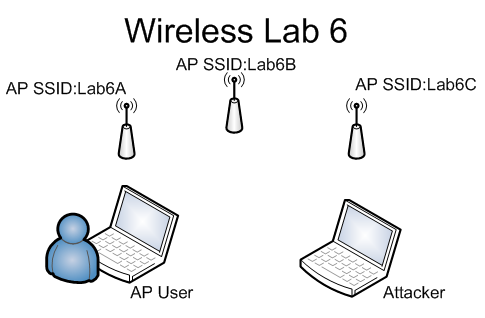 Wireless Lab 6
AP SSID:Lab6B
AP SSID:Lab6A
AP SSID:Lab6C
AP User
Attacker